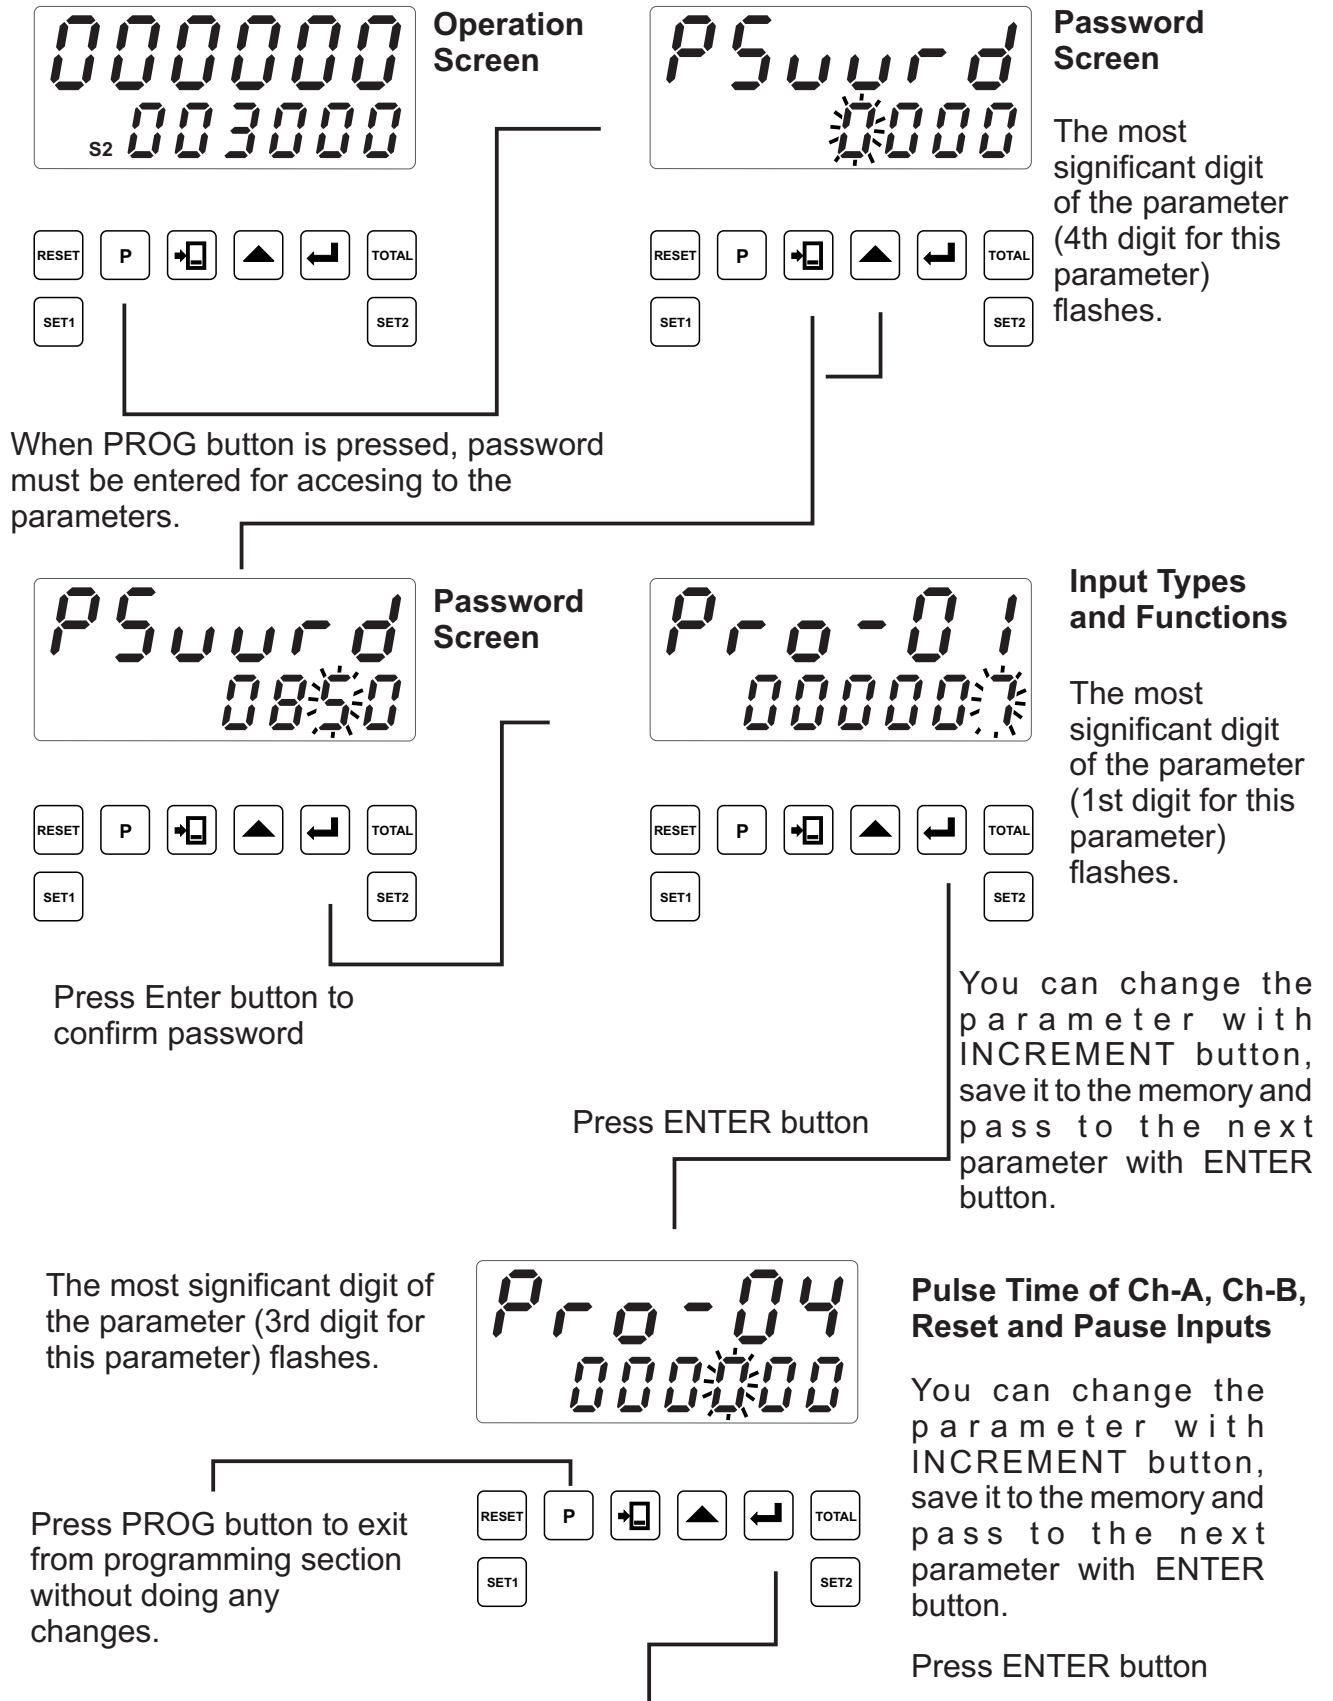 000000
S2 003000
Operation
Screen
RESET P TOTAL
SET1 SET2
When PROG button is pressed, password
must be entered for accesing to the
parameters.
PSuurd
0000
Password
Screen
The most
significant digit
of the parameter
(4th digit for this
parameter)
flashes.
RESET P TOTAL
SET1 SET2
PSuurd
0850
Password
Screen
RESET P TOTAL
SET1 SET2
Press Enter button to
confirm password
Pro-01
000007
Input Types
and Functions
The most
significant digit
of the parameter
(1st digit for this
parameter)
flashes.
RESET P TOTAL
SET1 SET2
You can change the
parameter with
INCREMENT button,
save it to the memory and
pass to the next
parameter with ENTER
button.
Press ENTER button
The most significant digit of
the parameter (3rd digit for
this parameter) flashes.
Pro-04
000000
Pulse Time of Ch-A, Ch-B,
Reset and Pause Inputs
You can change the
parameter with
INCREMENT button,
save it to the memory and
pass to the next
parameter with ENTER
button.
Press PROG button to exit
from programming section
without doing any
changes.
RESET P TOTAL
SET1 SET2
Press ENTER button